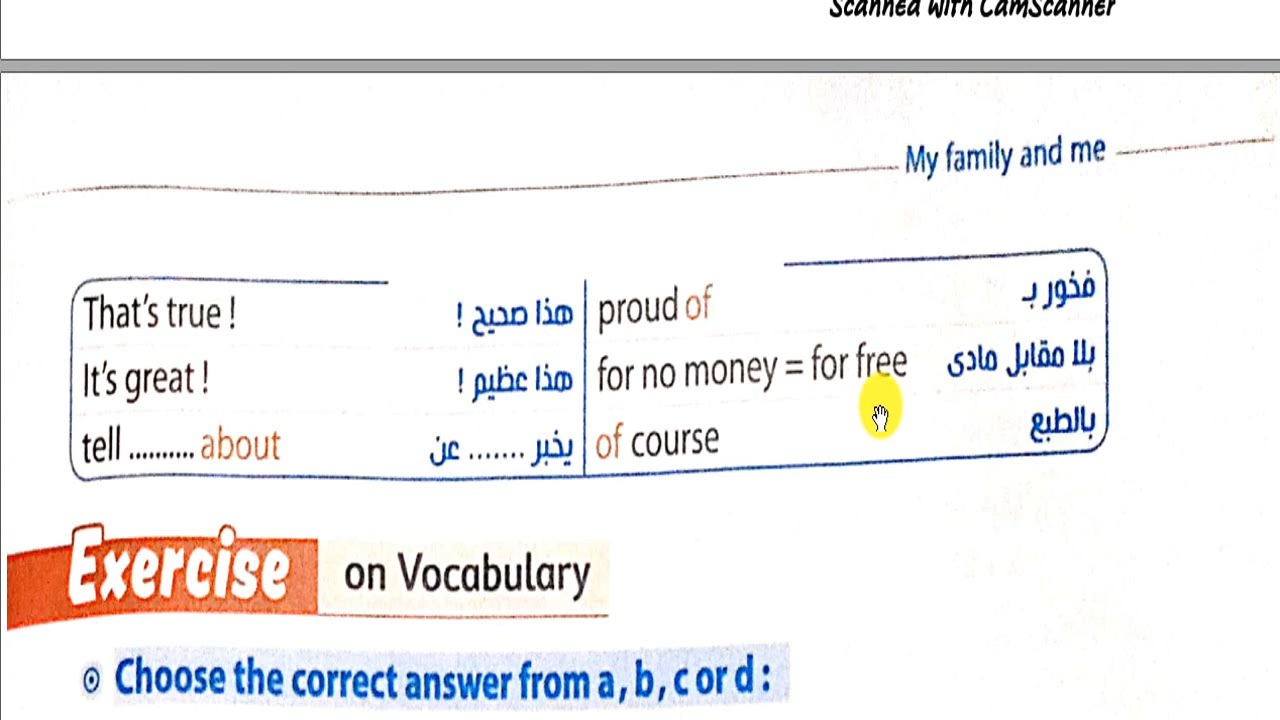 Scanned with CamScanner
My family and me
That's true ! هذا صحيح !
It's great ! هذا عظيم !
tell .......... about يخبر ....... عن
proud of فخور بـ
for no money = for free بلا مقابل مادى
of course بالطبع
Exercise on Vocabulary
Choose the correct answer from a, b, c or d :